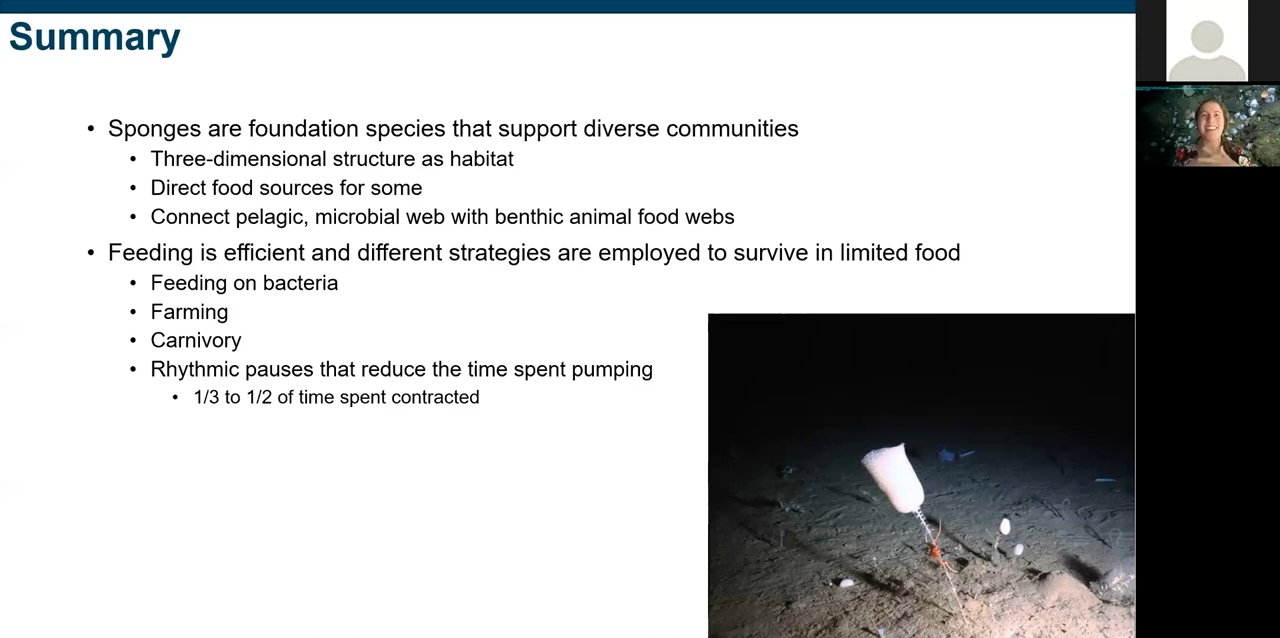 Summary
• Sponges are foundation species that support diverse communities
• Three-dimensional structure as habitat
• Direct food sources for some
• Connect pelagic, microbial web with benthic animal food webs
• Feeding is efficient and different strategies are employed to survive in limited food
• Feeding on bacteria
• Farming
• Carnivory
• Rhythmic pauses that reduce the time spent pumping
• 1/3 to 1/2 of time spent contracted